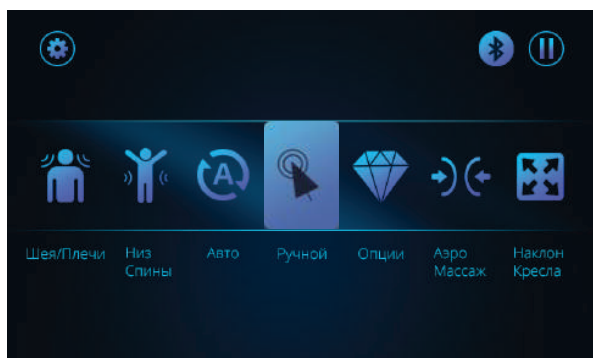 A
Шея/Плечи
Низ
Спины
Авто
Ручной
Опции
Аэро
Массаж
Наклон
Кресла